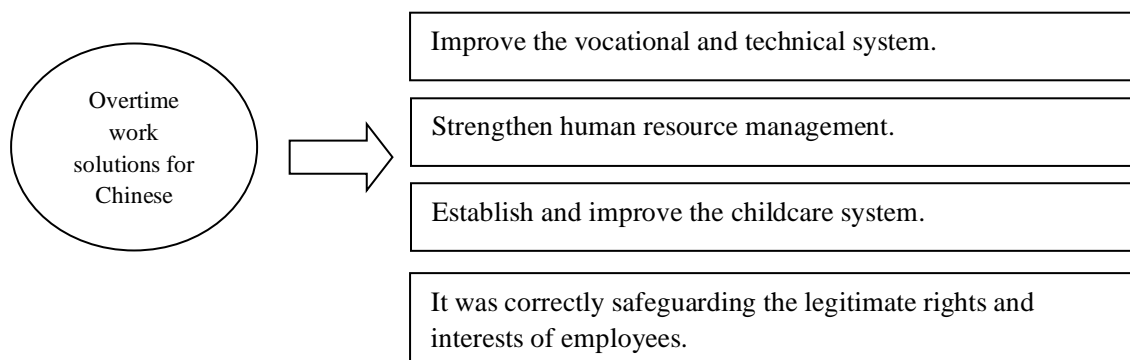 Overtime
work
solutions for
Chinese
Improve the vocational and technical system.
Strengthen human resource management.
Establish and improve the childcare system.
It was correctly safeguarding the legitimate rights and
interests of employees.